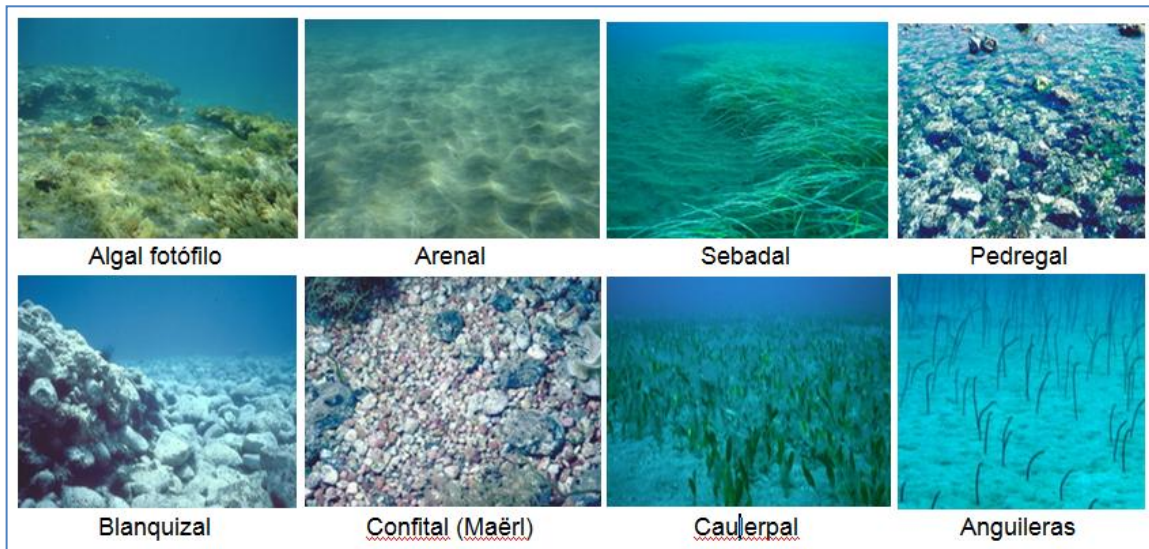 Algal fotófilo
Arenal
Sebadal
Pedregal
Blanquizal
Confital (Maërl)
Caulerpal
Anguileras